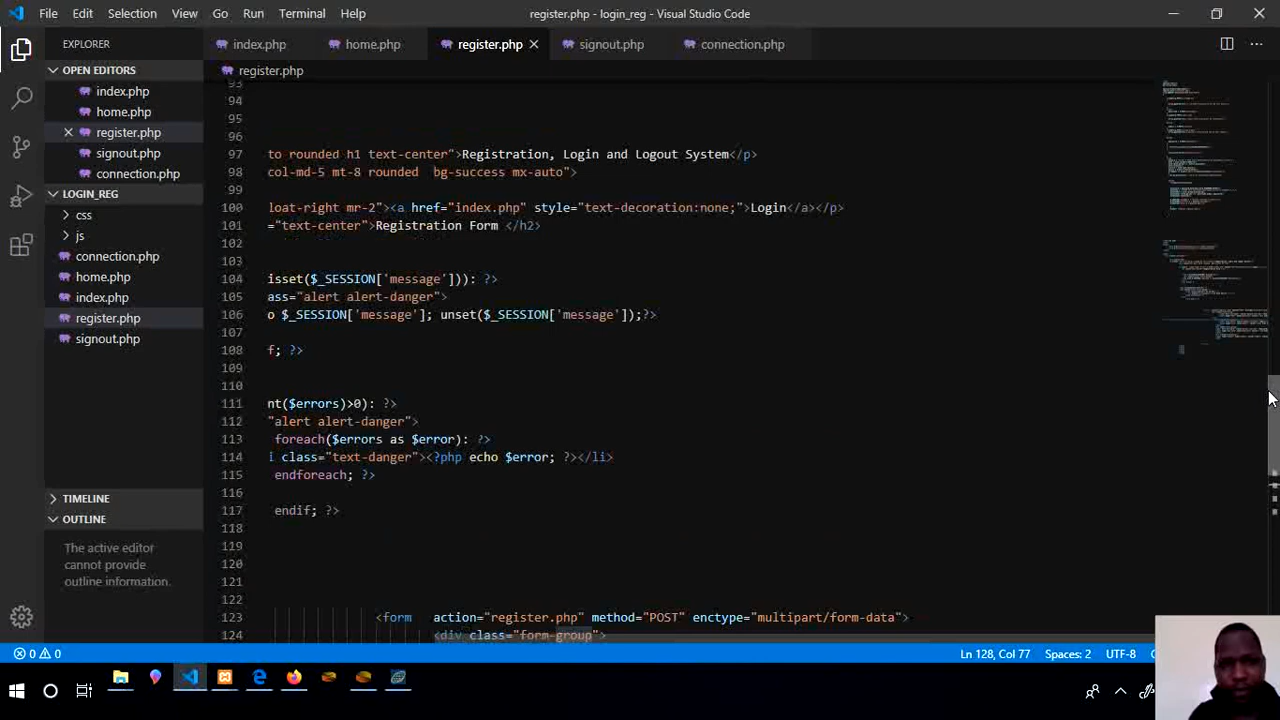 File Edit Selection View Go Run Terminal Help register.php - login_reg - Visual Studio Code
EXPLORER index.php home.php register.php signout.php connection.php
OPEN EDITORS register.php
index.php
home.php
register.php
signout.php
connection.php
LOGIN_REG
css
js
connection.php
home.php
index.php
register.php
signout.php
TIMELINE
OUTLINE
The active editor
cannot provide
outline information.
93
94
95
96
97 to rounded h1 text-center">Registration, Login and Logout System</p>
98 col-md-5 mt-8 rounded bg-success mx-auto">
99
100 loat-right mr-2"><a href="index.php" style="text-decoration:none;">Login</a></p>
101 ="text-center">Registration Form </h2>
102
103
104 isset($_SESSION['message'])): ?>
105 ass="alert alert-danger">
106 o $_SESSION['message']; unset($_SESSION['message']);?>
107
108 f; ?>
109
110
111 nt($errors)>0): ?>
112 "alert alert-danger">
113 foreach($errors as $error): ?>
114 i class="text-danger"><?php echo $error; ?></li>
115 endforeach; ?>
116
117 endif; ?>
118
119
120
121
122
123 <form action="register.php" method="POST" enctype="multipart/form-data">
124 <div class="form-group">
0 0 Ln 128, Col 77 Spaces: 2 UTF-8